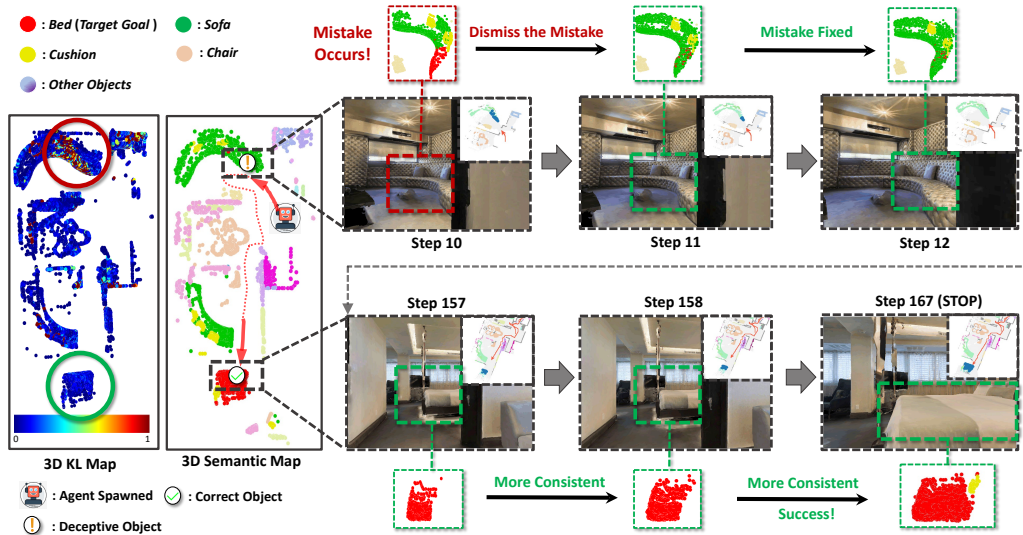 : Bed (Target Goal )
: Sofa
: Cushion
: Chair
: Other Objects
Mistake
Occurs!
Dismiss the Mistake
Mistake Fixed
Step 10
Step 11
Step 12
Step 157
Step 158
Step 167 (STOP)
0
1
3D KL Map
3D Semantic Map
: Agent Spawned
: Correct Object
: Deceptive Object
More Consistent
More Consistent
Success!